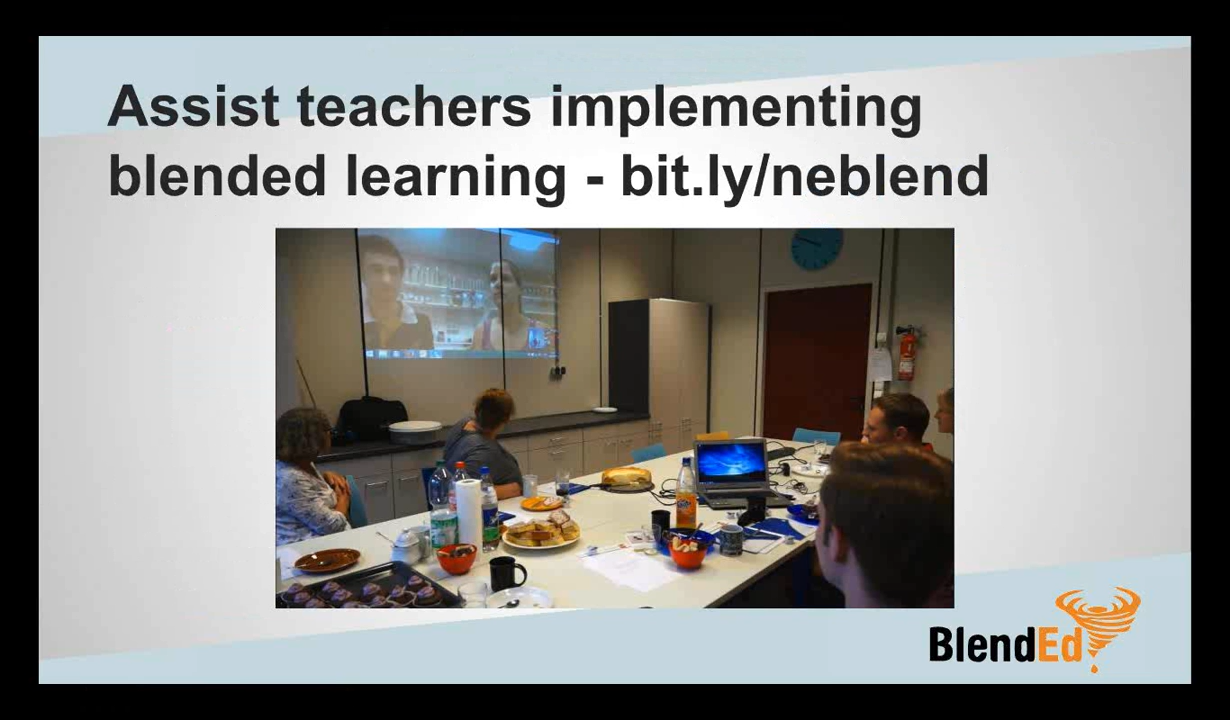 Assist teachers implementing
blended learning - bit.ly/neblend
BlendEd